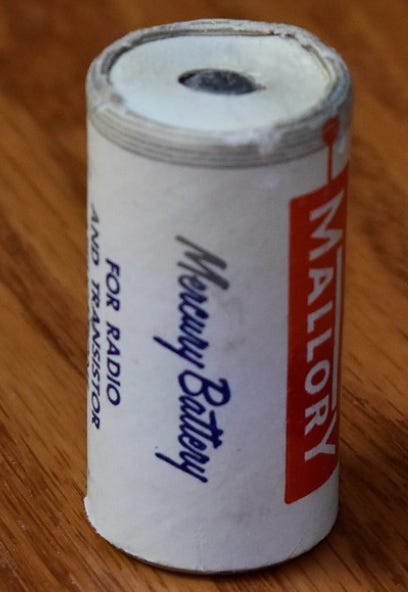 MALLORY
Mercury Battery
FOR RADIO
AND TRANSISTOR